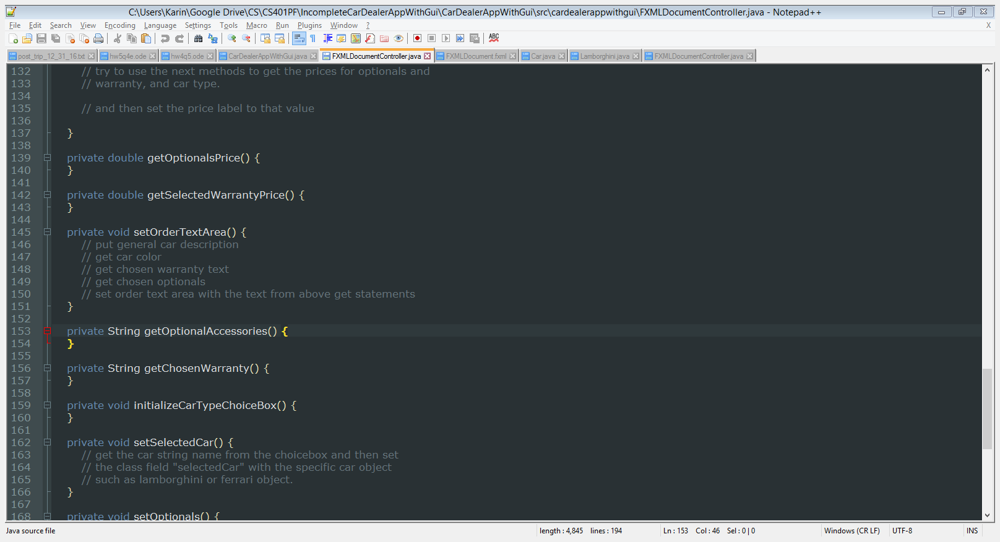 C:\Users\Karin\Google Drive\CS\CS401PF\IncompleteCarDealerAppWithGui\CarDealerAppWithGui\src\cardealerappwithgui\FXMLDocumentController.java - Notepad++
File Edit Search View Encoding Language Settings Tools Macro Run Plugins Window ? X
ABC
post_trip_12_31_16.txt hw5q4e.ode hw4q5.ode CarDealerAppWithGui.java FXMLDocumentController.java FXMLDocument.fxml Car.java Lamborghini.java FXMLDocumentController.java
132 // try to use the next methods to get the prices for optionals and
133 // warranty, and car type.
134
135 // and then set the price label to that value
136
137 }
138
139 private double getOptionalsPrice() {
140 }
141
142 private double getSelectedWarrantyPrice() {
143 }
144
145 private void setOrderTextArea() {
146 // put general car description
147 // get car color
148 // get chosen warranty text
149 // get chosen optionals
150 // set order text area with the text from above get statements
151 }
152
153 private String getOptionalAccessories() {
154 }
155
156 private String getChosenWarranty() {
157 }
158
159 private void initializeCarTypeChoiceBox() {
160 }
161
162 private void setSelectedCar() {
163 // get the car string name from the choicebox and then set
164 // the class field "selectedCar" with the specific car object
165 // such as lamborghini or ferrari object.
166 }
167
168 private void setOptionals() {
Java source file length : 4,845 lines : 194 Ln : 153 Col : 46 Sel : 0 | 0 Windows (CR LF) UTF-8 INS